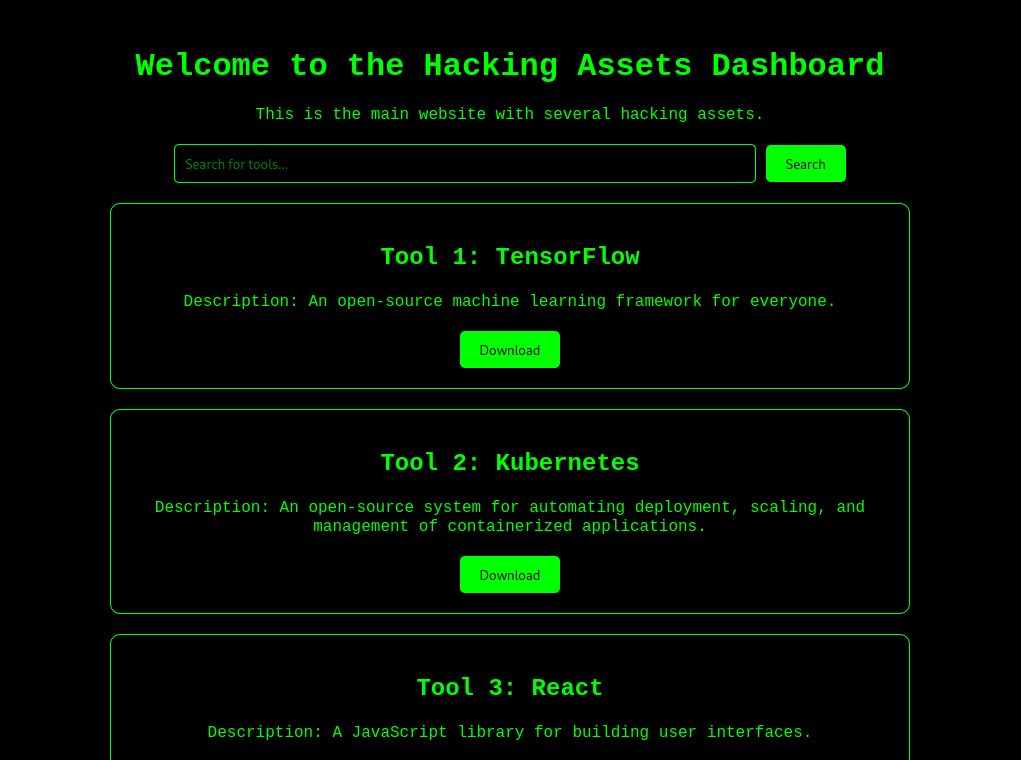 Welcome to the Hacking Assets Dashboard
This is the main website with several hacking assets.
Search for tools...
Search
Tool 1: TensorFlow
Description: An open-source machine learning framework for everyone.
Download
Tool 2: Kubernetes
Description: An open-source system for automating deployment, scaling, and
management of containerized applications.
Download
Tool 3: React
Description: A JavaScript library for building user interfaces.